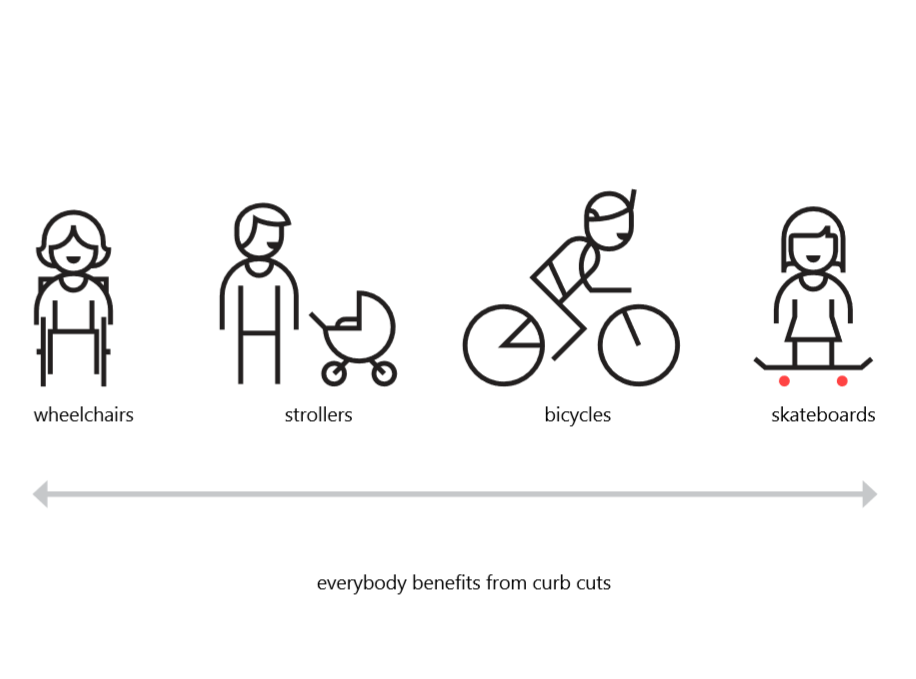 wheelchairs
strollers
bicycles
skateboards
everybody benefits from curb cuts